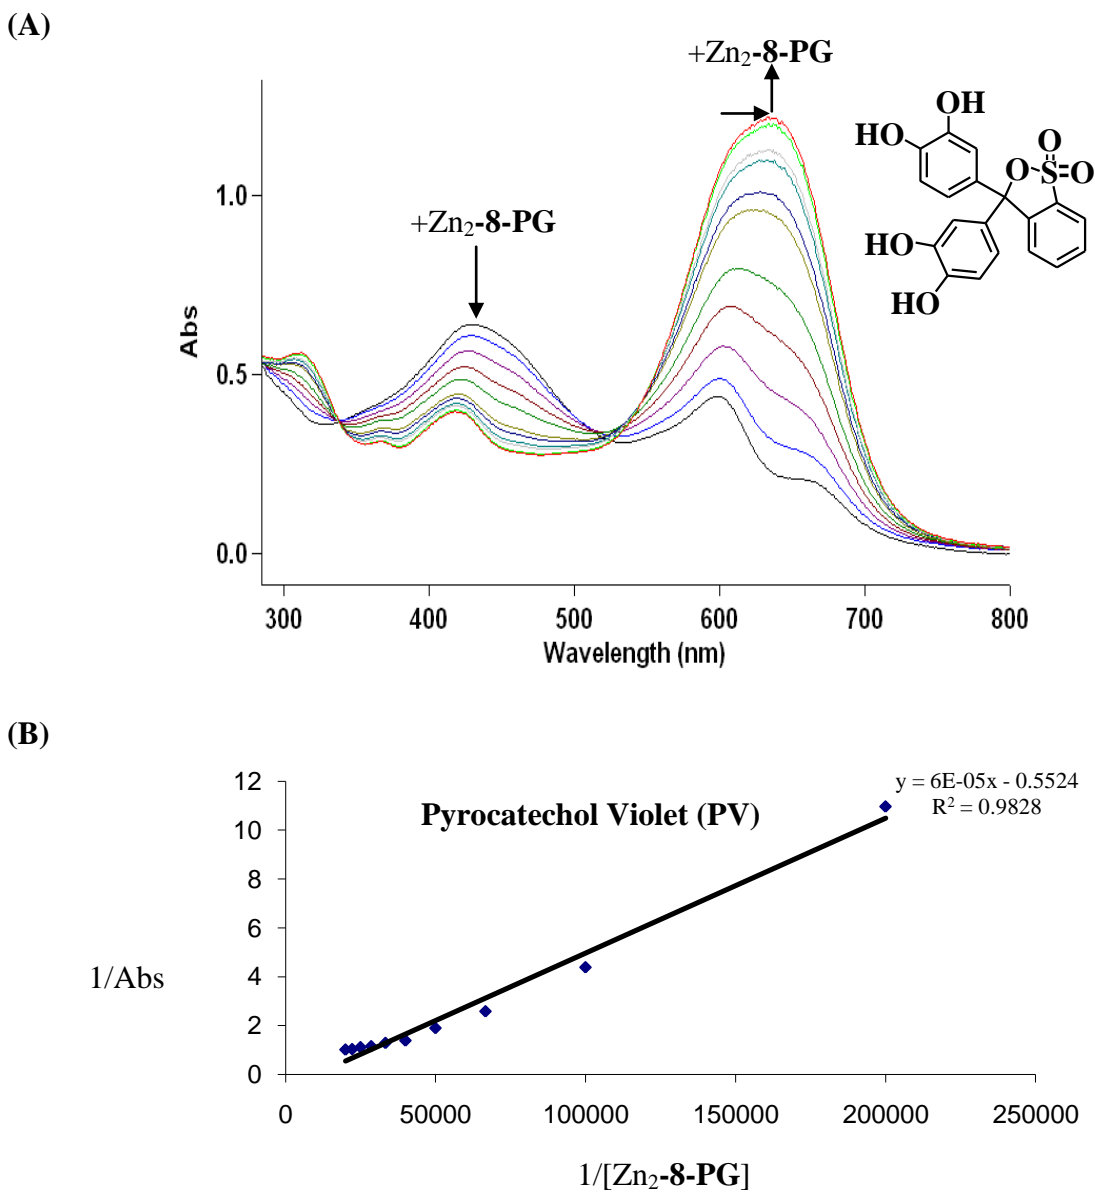 (A)
+Zn₂-8-PG
+Zn₂-8-PG
OH
HO
O
O
S
O
HO
HO
1.0
0.5
0.0
Abs
300 400 500 600 700 800
Wavelength (nm)
(B)
y = 6E-05x - 0.5524
R² = 0.9828
Pyrocatechol Violet (PV)
12
10
8
6
4
2
0
1/Abs
0 50000 100000 150000 200000 250000
1/[Zn₂-8-PG]